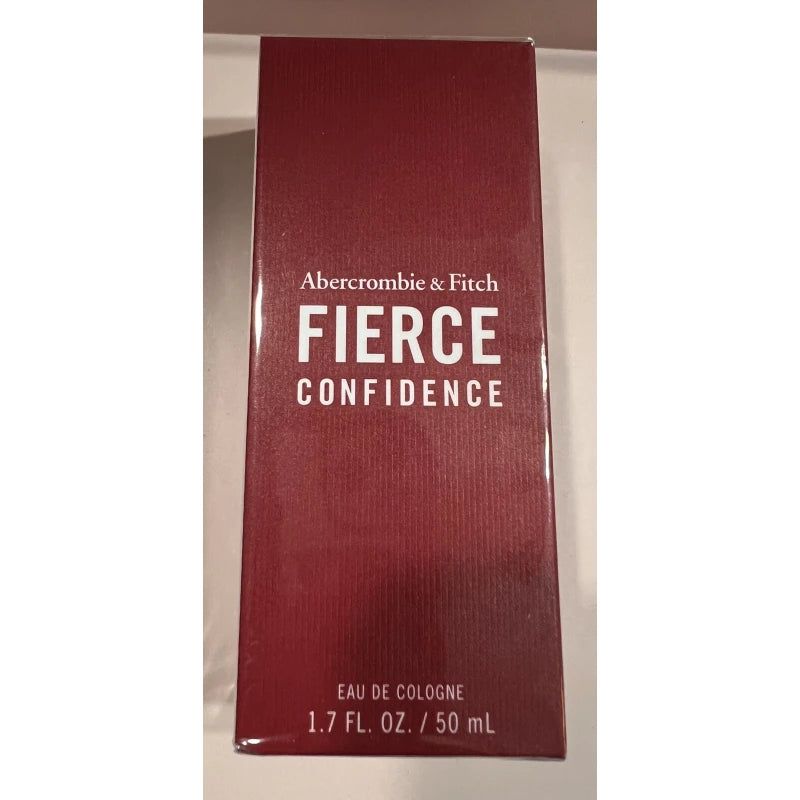 Abercrombie & Fitch
FIERCE
CONFIDENCE
EAU DE COLOGNE
1.7 FL. OZ. / 50 mL